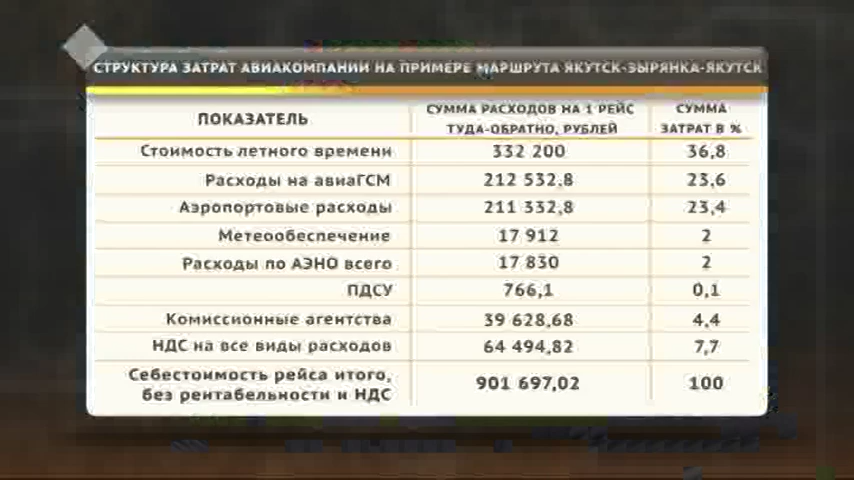 СТРУКТУРА ЗАТРАТ АВИАКОМПАНИИ НА ПРИМЕРЕ МАРШРУТА ЯКУТСК-ЗЫРЯНКА-ЯКУТСК
ПОКАЗАТЕЛЬ СУММА РАСХОДОВ НА 1 РЕЙС ТУДА-ОБРАТНО, РУБЛЕЙ СУММА ЗАТРАТ В %
Стоимость летного времени 332 200 36,8
Расходы на авиаГСМ 212 532,8 23,6
Аэропортовые расходы 211 332,8 23,4
Метеообеспечение 17 912 2
Расходы по АЭНО всего 17 830 2
ПДСУ 766,1 0,1
Комиссионные агентства 39 628,68 4,4
НДС на все виды расходов 64 494,82 7,7
Себестоимость рейса итого,
без рентабельности и НДС 901 697,02 100